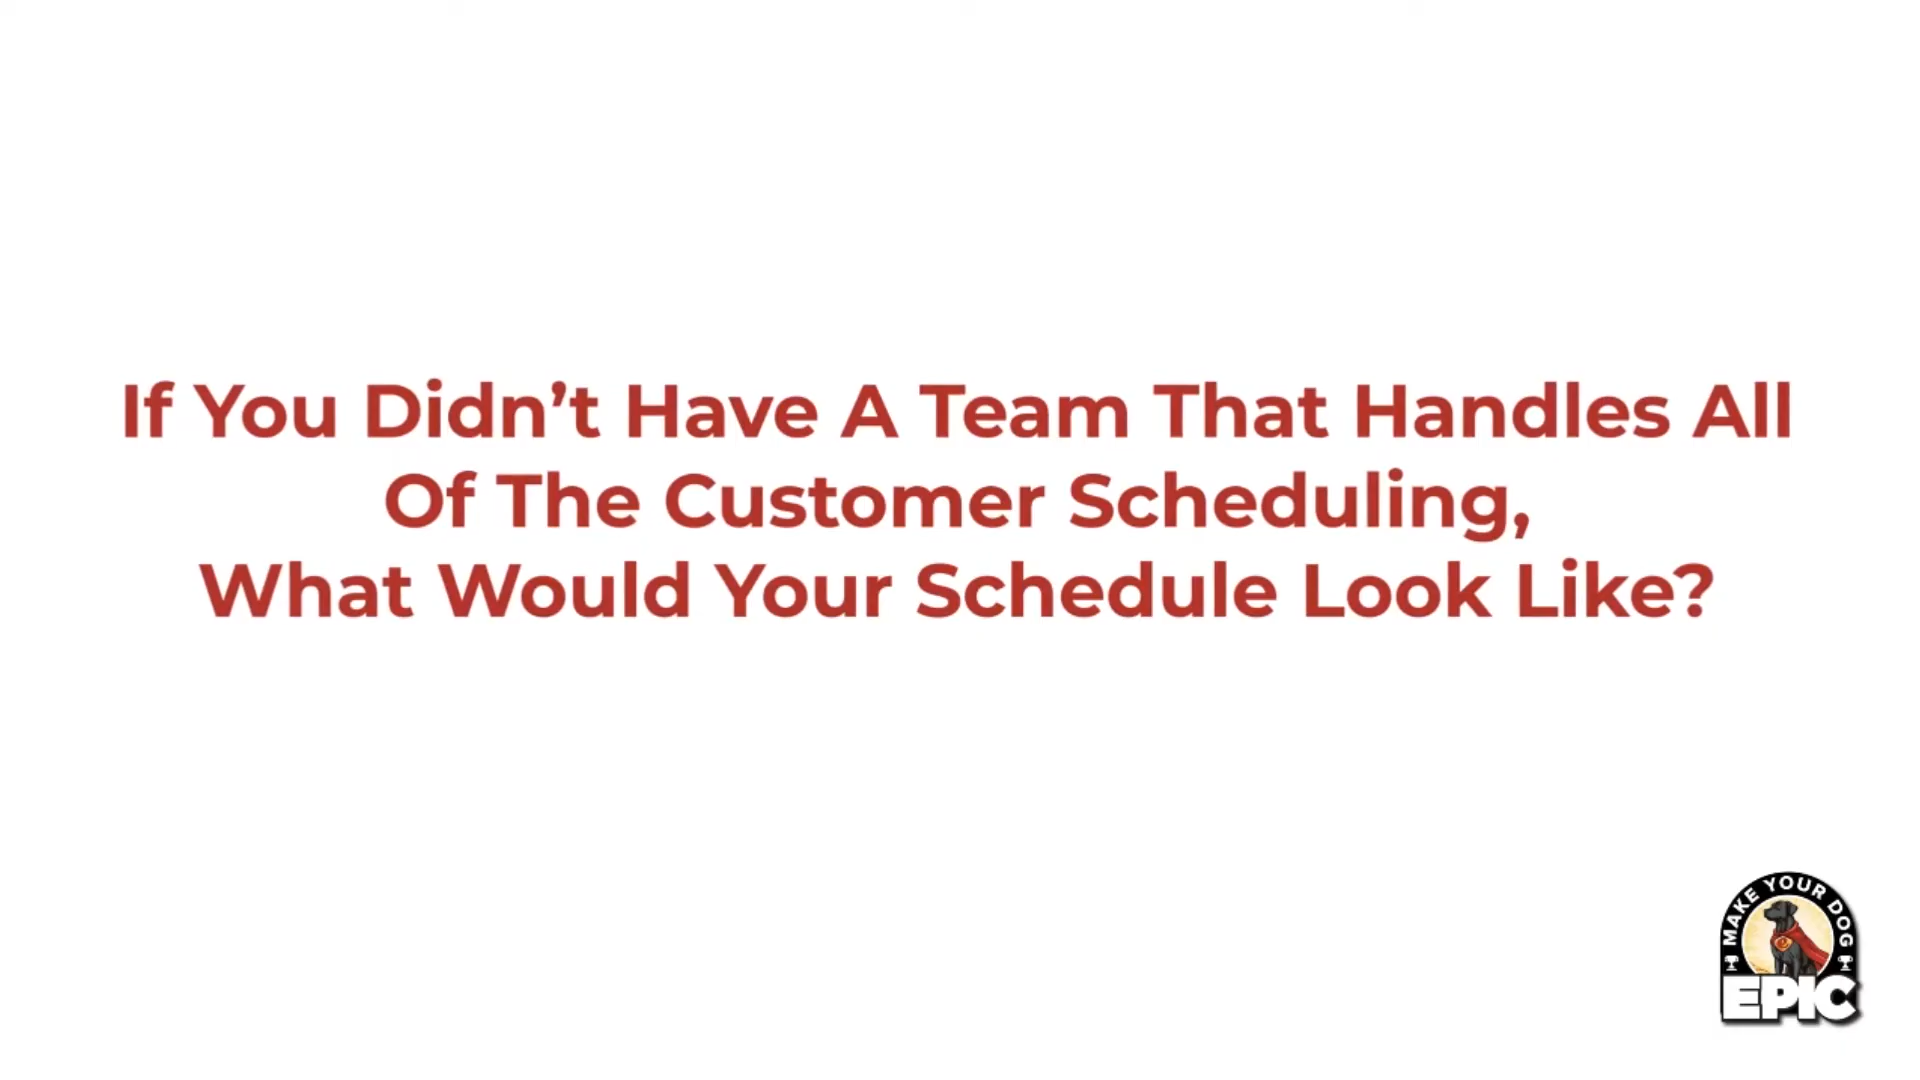 If You Didn’t Have A Team That Handles All
Of The Customer Scheduling,
What Would Your Schedule Look Like?
MAKE YOUR DOG
EPIC